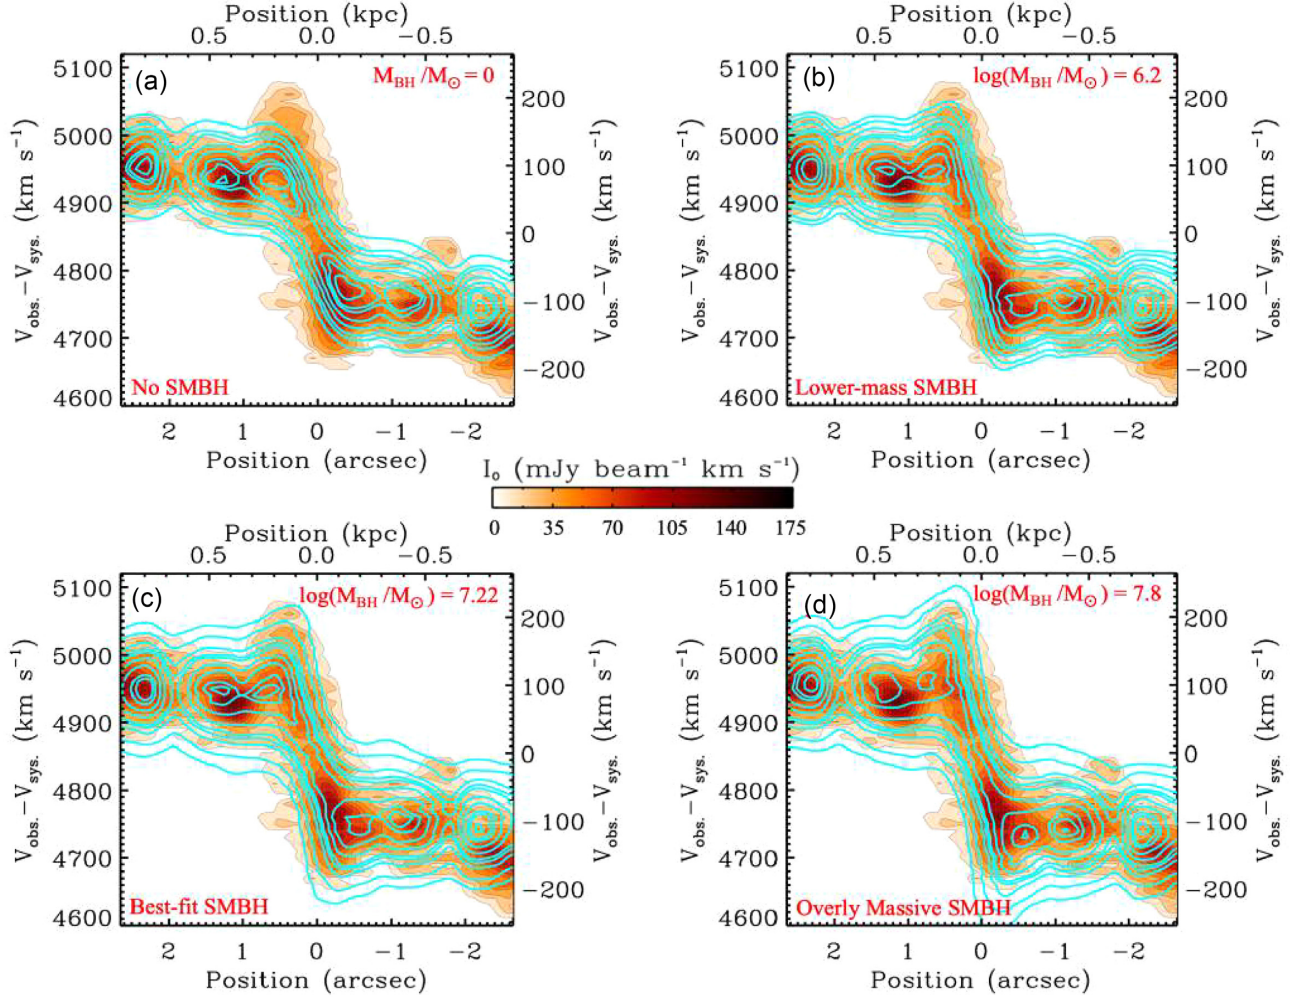 Position (kpc)
0.5 0.0 −0.5
(a)
M_BH /M_⊙ = 0
5100
5000
4900
4800
4700
4600
V_obs.−V_sys. (km s⁻¹)
200
100
0
−100
−200
V_obs.−V_sys. (km s⁻¹)
No SMBH
2 1 0 −1 −2
Position (arcsec)
Position (kpc)
0.5 0.0 −0.5
(b)
log(M_BH /M_⊙) = 6.2
5100
5000
4900
4800
4700
4600
V_obs.−V_sys. (km s⁻¹)
200
100
0
−100
−200
V_obs.−V_sys. (km s⁻¹)
Lower-mass SMBH
2 1 0 −1 −2
Position (arcsec)
I₀ (mJy beam⁻¹ km s⁻¹)
0 35 70 105 140 175
Position (kpc)
0.5 0.0 −0.5
(c)
log(M_BH /M_⊙) = 7.22
5100
5000
4900
4800
4700
4600
V_obs.−V_sys. (km s⁻¹)
200
100
0
−100
−200
V_obs.−V_sys. (km s⁻¹)
Best-fit SMBH
2 1 0 −1 −2
Position (arcsec)
Position (kpc)
0.5 0.0 −0.5
(d)
log(M_BH /M_⊙) = 7.8
5100
5000
4900
4800
4700
4600
V_obs.−V_sys. (km s⁻¹)
200
100
0
−100
−200
V_obs.−V_sys. (km s⁻¹)
Overly Massive SMBH
2 1 0 −1 −2
Position (arcsec)